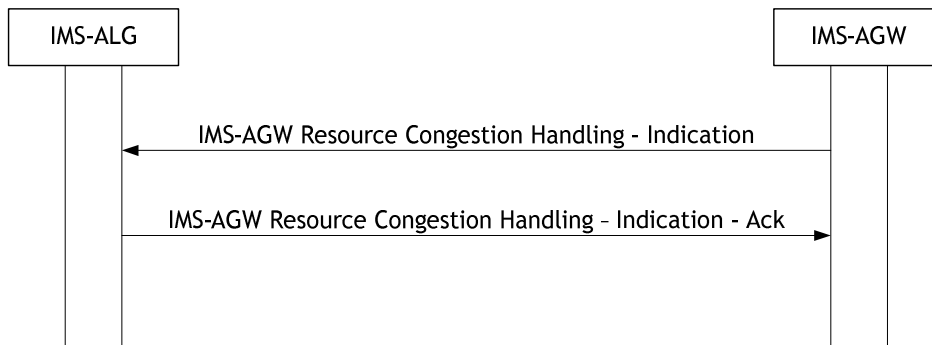 IMS-ALG
IMS-AGW
IMS-AGW Resource Congestion Handling - Indication
IMS-AGW Resource Congestion Handling – Indication - Ack